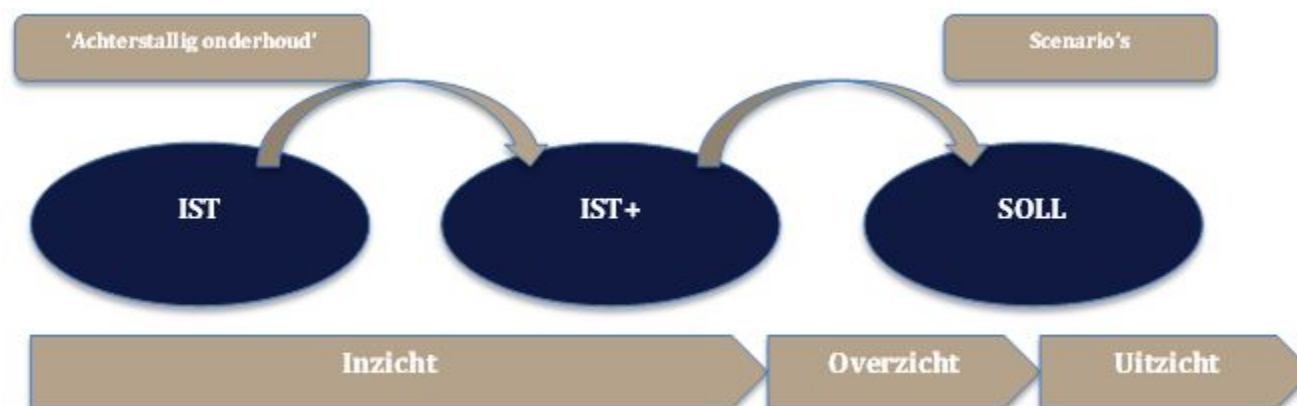 ‘Achterstallig onderhoud’
Scenario’s
IST
IST+
SOLL
Inzicht
Overzicht
Uitzicht